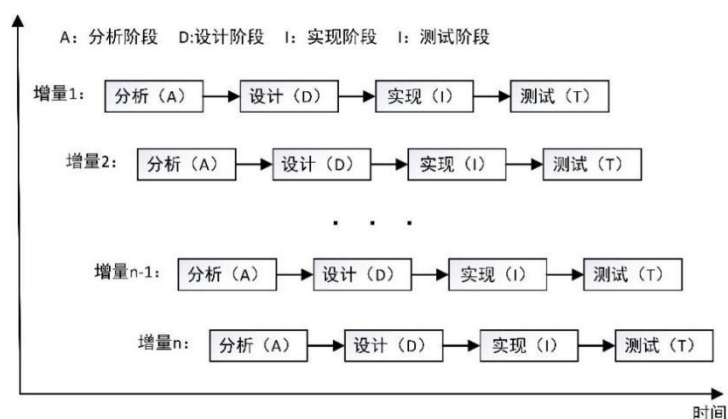 A：分析阶段 D:设计阶段 I：实现阶段 I：测试阶段
增量1： 分析（A） 设计（D） 实现（I） 测试（T）
增量2： 分析（A） 设计（D） 实现（I） 测试（T）
. . .
增量n-1： 分析（A） 设计（D） 实现（I） 测试（T）
增量n： 分析（A） 设计（D） 实现（I） 测试（T）
时间